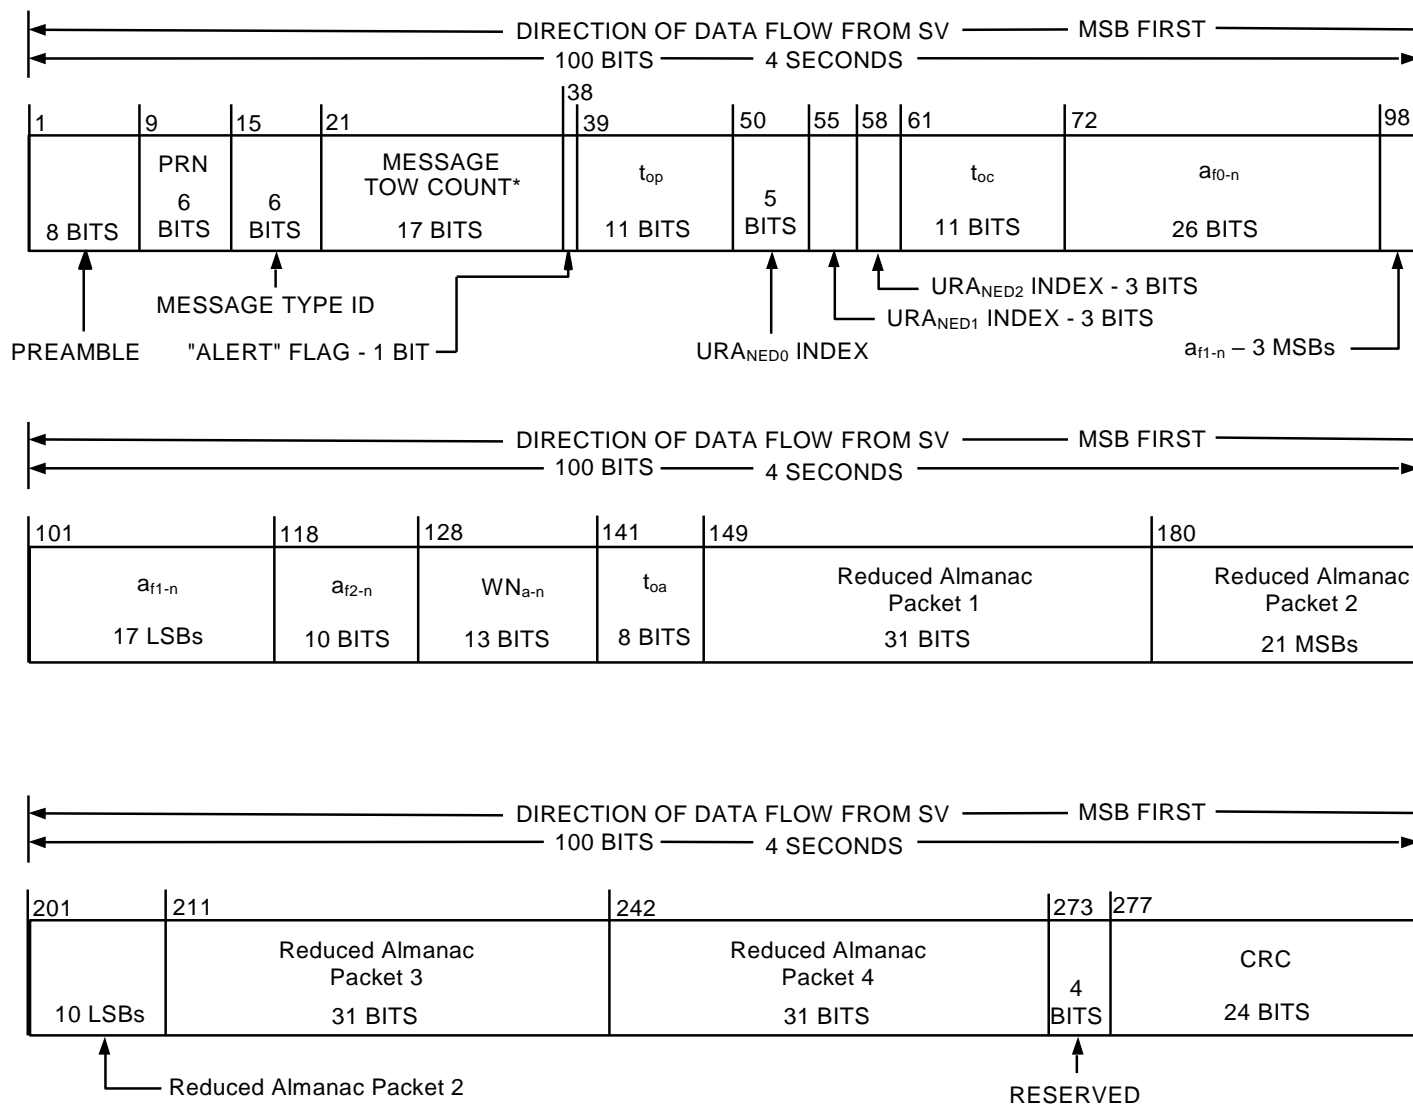 DIRECTION OF DATA FLOW FROM SV MSB FIRST
100 BITS 4 SECONDS
38
1 9 15 21 39 50 55 58 61 72 98
8 BITS
PRN
6
BITS
6
BITS
MESSAGE
TOW COUNT*
17 BITS
top
11 BITS
5
BITS
toc
11 BITS
af0-n
26 BITS
MESSAGE TYPE ID
PREAMBLE
"ALERT" FLAG - 1 BIT
URANED0 INDEX
URANED2 INDEX - 3 BITS
URANED1 INDEX - 3 BITS
af1-n – 3 MSBs
DIRECTION OF DATA FLOW FROM SV MSB FIRST
100 BITS 4 SECONDS
101 118 128 141 149 180
af1-n
17 LSBs
af2-n
10 BITS
WNa-n
13 BITS
toa
8 BITS
Reduced Almanac
Packet 1
31 BITS
Reduced Almanac
Packet 2
21 MSBs
DIRECTION OF DATA FLOW FROM SV MSB FIRST
100 BITS 4 SECONDS
201 211 242 273 277
10 LSBs
Reduced Almanac
Packet 3
31 BITS
Reduced Almanac
Packet 4
31 BITS
4
BITS
CRC
24 BITS
Reduced Almanac Packet 2
RESERVED